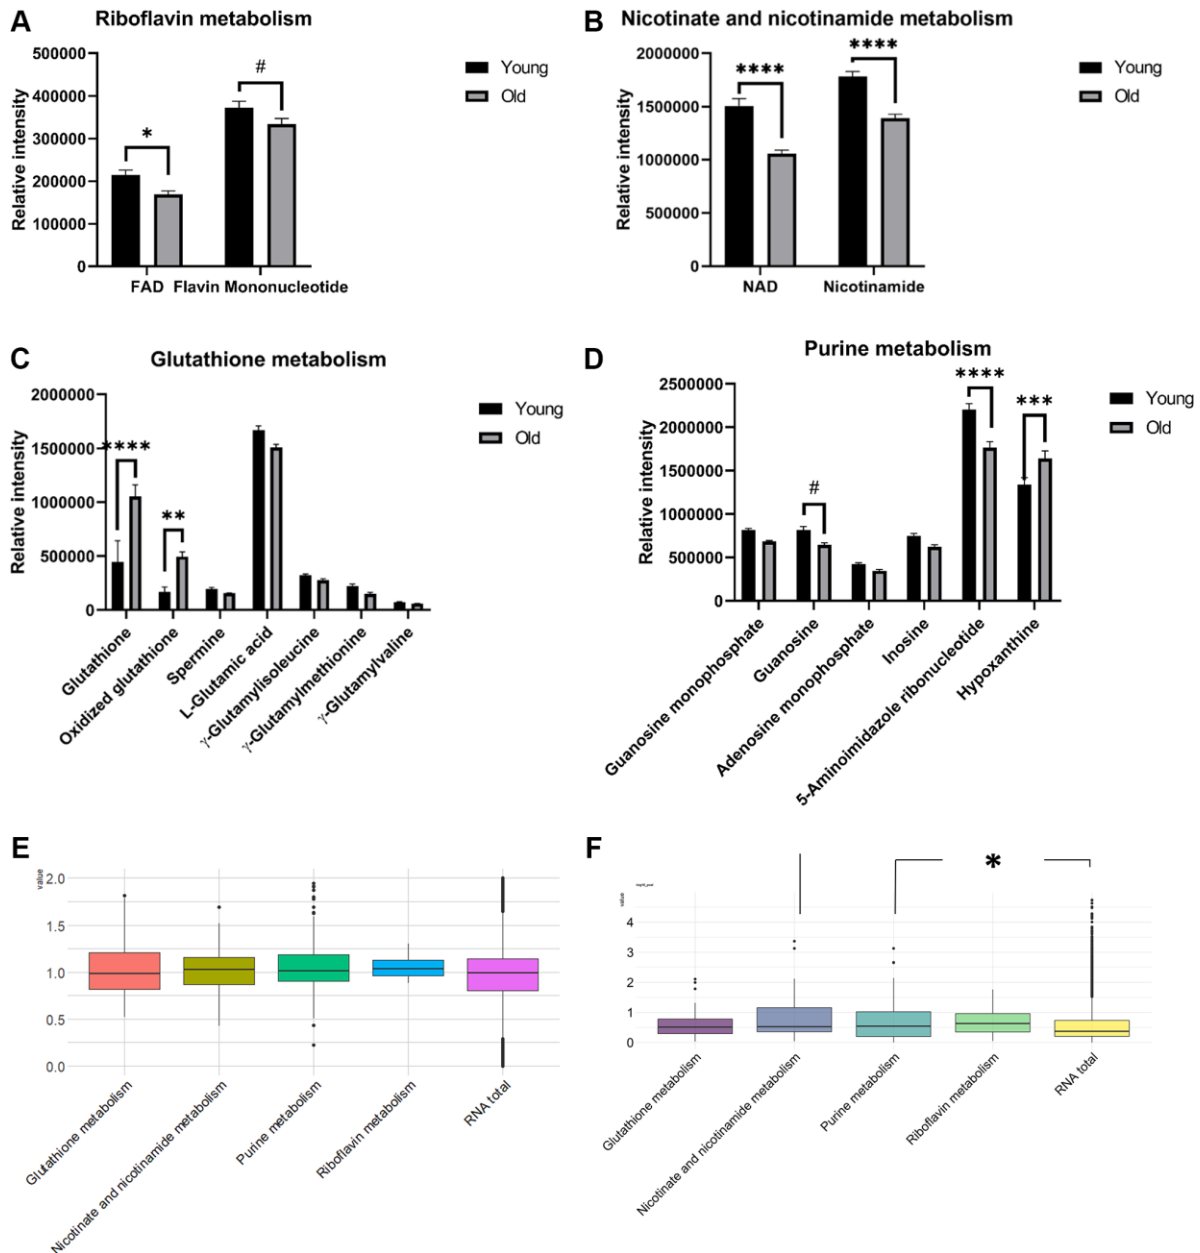 A
Riboflavin metabolism
Relative intensity
500000
400000
300000
200000
100000
0
*
#
FAD
Flavin Mononucleotide
Young
Old
B
Nicotinate and nicotinamide metabolism
Relative intensity
2000000
1500000
1000000
500000
0
****
****
NAD
Nicotinamide
Young
Old
C
Glutathione metabolism
Relative intensity
2000000
1500000
1000000
500000
0
****
**
Glutathione
Oxidized glutathione
Spermine
L-Glutamic acid
γ-Glutamylisoleucine
γ-Glutamylmethionine
γ-Glutamylvaline
Young
Old
D
Purine metabolism
Relative intensity
2500000
2000000
1500000
1000000
500000
0
#
****
***
Guanosine monophosphate
Guanosine
Adenosine monophosphate
Inosine
5-Aminoimidazole ribonucleotide
Hypoxanthine
Young
Old
E
value
2.0
1.5
1.0
0.5
0.0
Glutathione metabolism
Nicotinate and nicotinamide metabolism
Purine metabolism
Riboflavin metabolism
RNA total
F
*
value
4
3
2
1
0
Glutathione metabolism
Nicotinate and nicotinamide metabolism
Purine metabolism
Riboflavin metabolism
RNA total